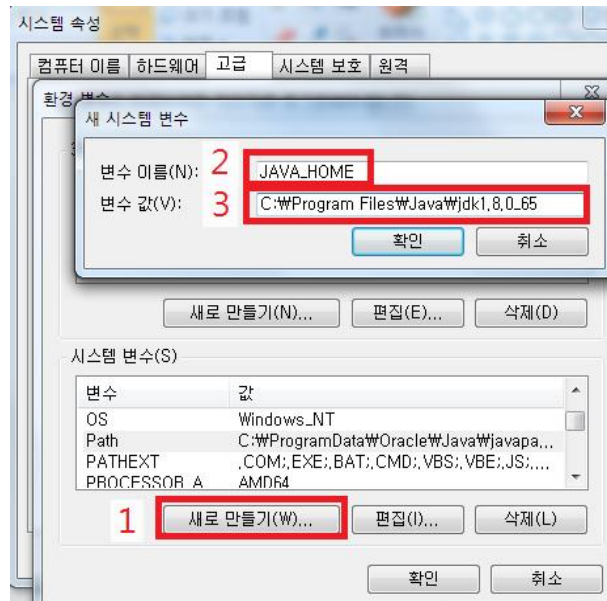 시스템 속성
컴퓨터 이름 하드웨어 고급 시스템 보호 원격
새 시스템 변수
변수 이름(N): 2 JAVA_HOME
변수 값(V): 3 C:₩Program Files₩Java₩jdk1.8.0_65
확인 취소
새로 만들기(N)... 편집(E)... 삭제(D)
시스템 변수(S)
변수 값
OS Windows_NT
Path C:₩ProgramData₩Oracle₩Java₩javapa...
PATHEXT .COM;.EXE;.BAT;.CMD;.VBS;.VBE;.JS;....
PROCESSOR_A AMD64
1 새로 만들기(W)... 편집(I)... 삭제(L)
확인 취소